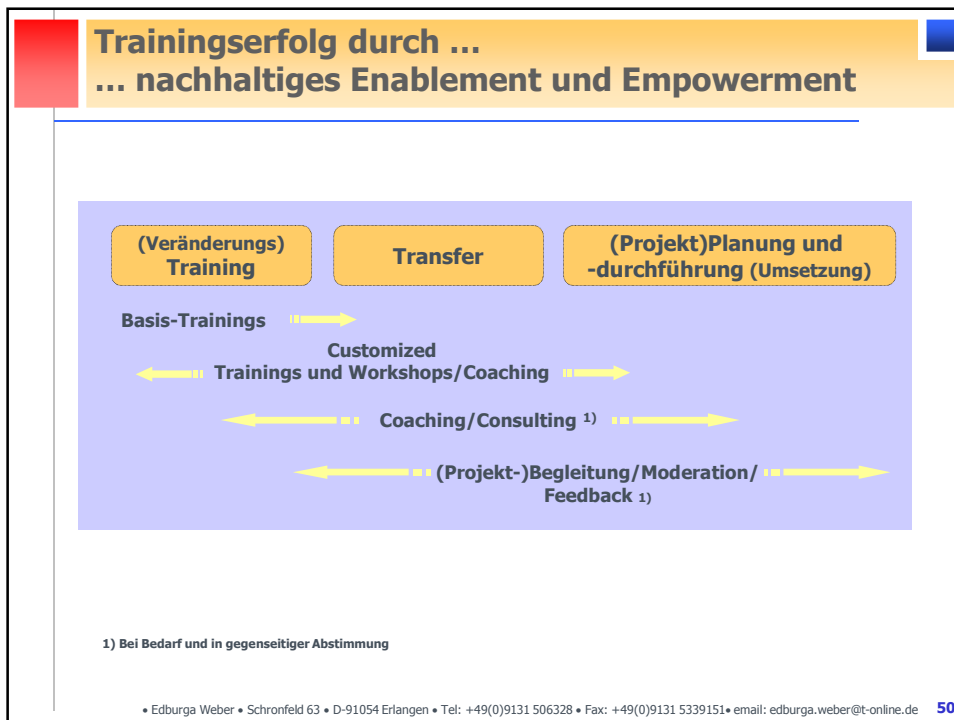 Trainingserfolg durch ...
... nachhaltiges Enablement und Empowerment
(Veränderungs)
Training
Transfer
(Projekt)Planung und
-durchführung (Umsetzung)
Basis-Trainings
Customized
Trainings und Workshops/Coaching
Coaching/Consulting 1)
(Projekt-)Begleitung/Moderation/
Feedback 1)
1) Bei Bedarf und in gegenseitiger Abstimmung
• Edburga Weber • Schronfeld 63 • D-91054 Erlangen • Tel: +49(0)9131 506328 • Fax: +49(0)9131 5339151• email: edburga.weber@t-online.de 50